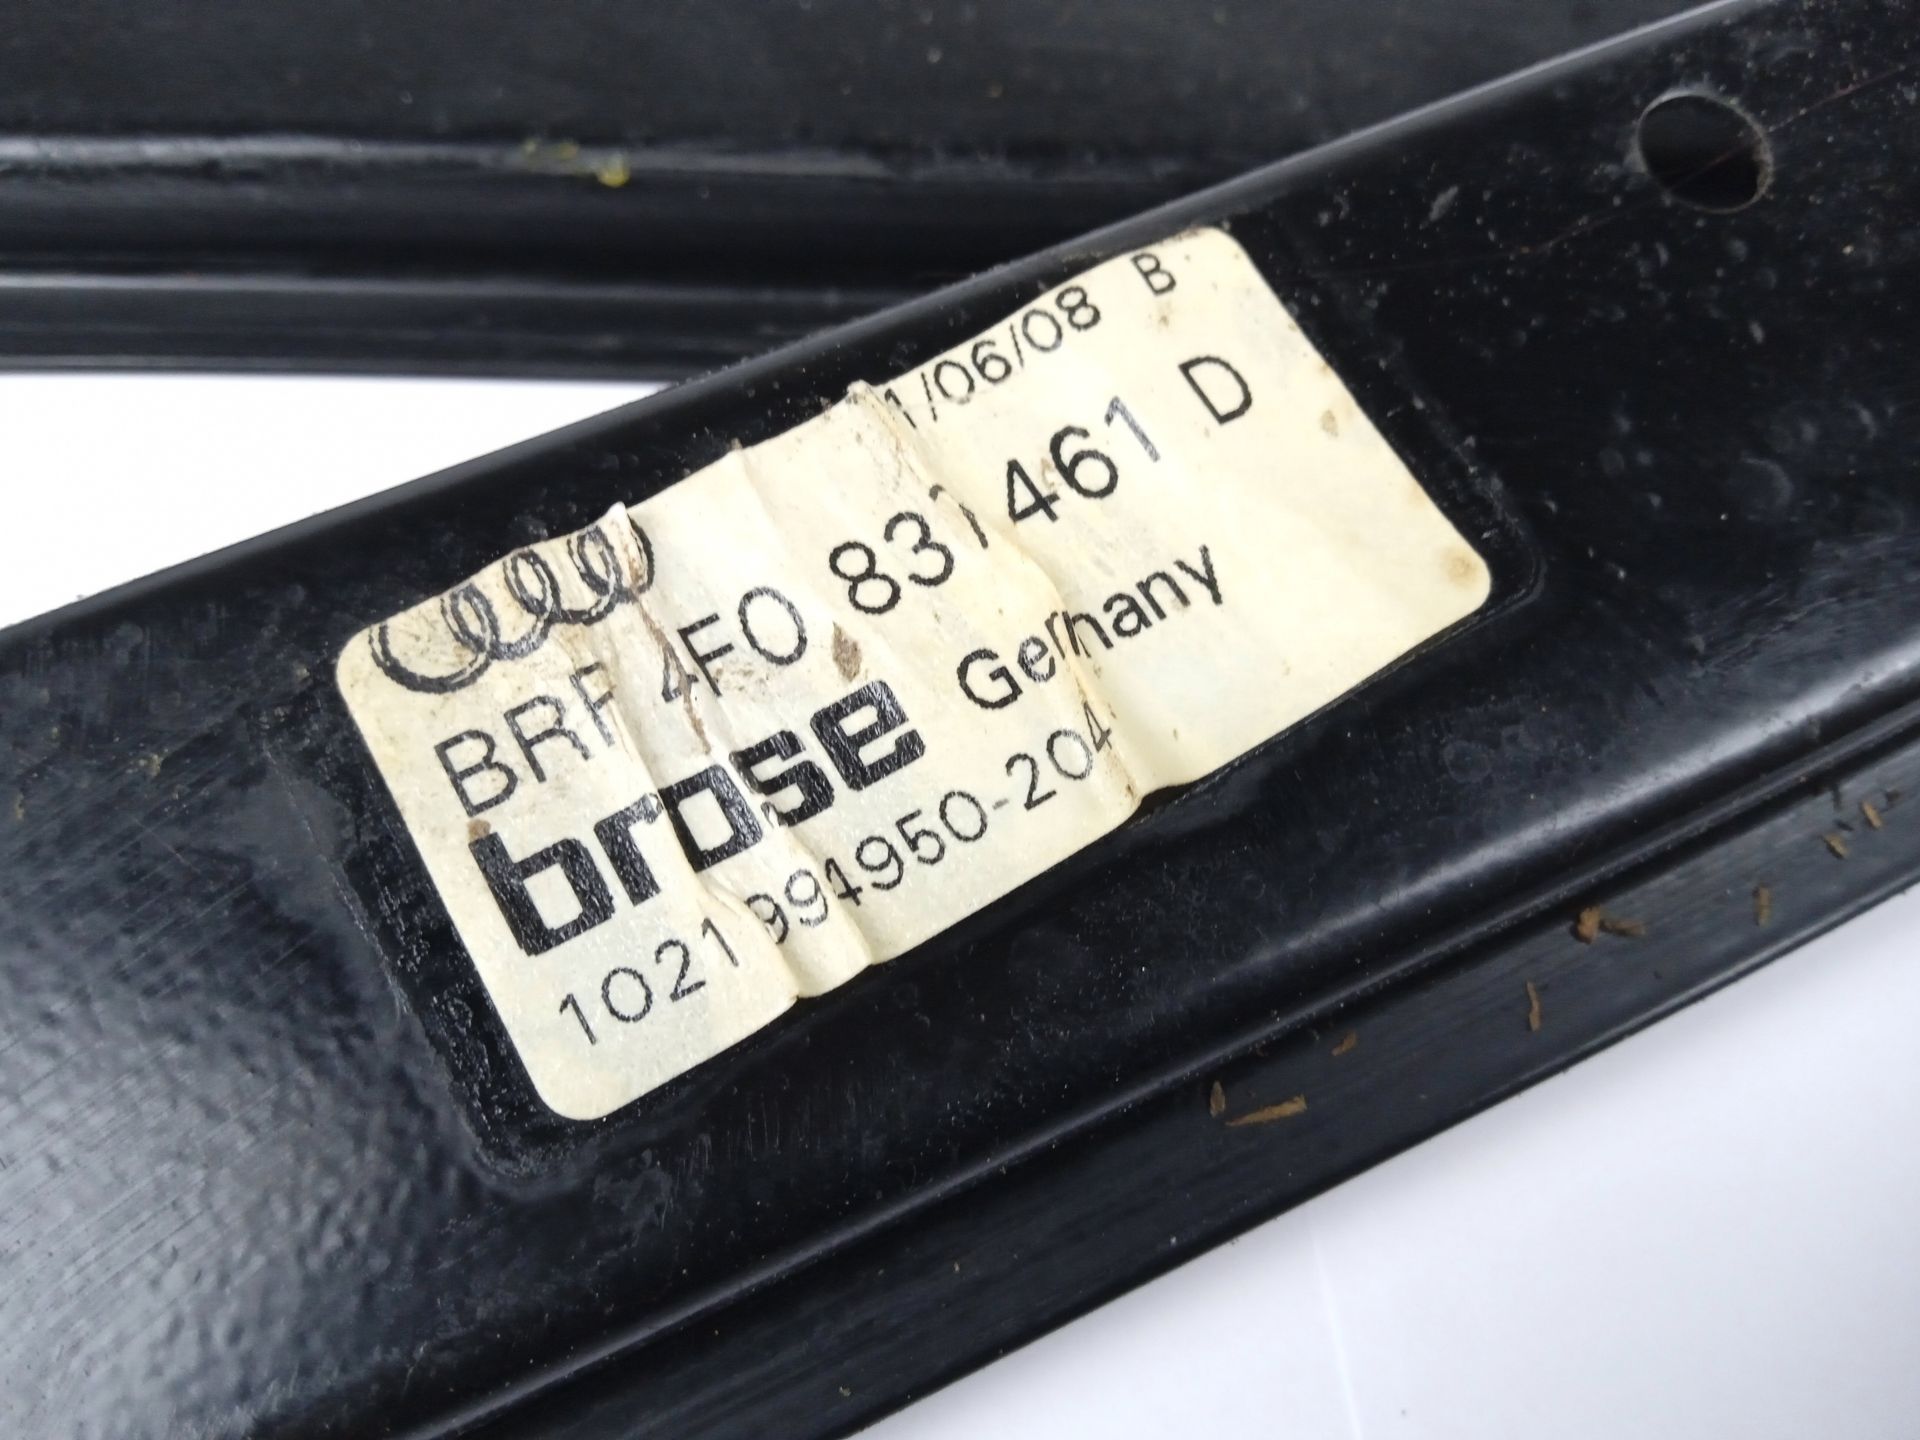 /06/08 B
BRF 4F0 831 461 D
brose Germany
1021 994950-204